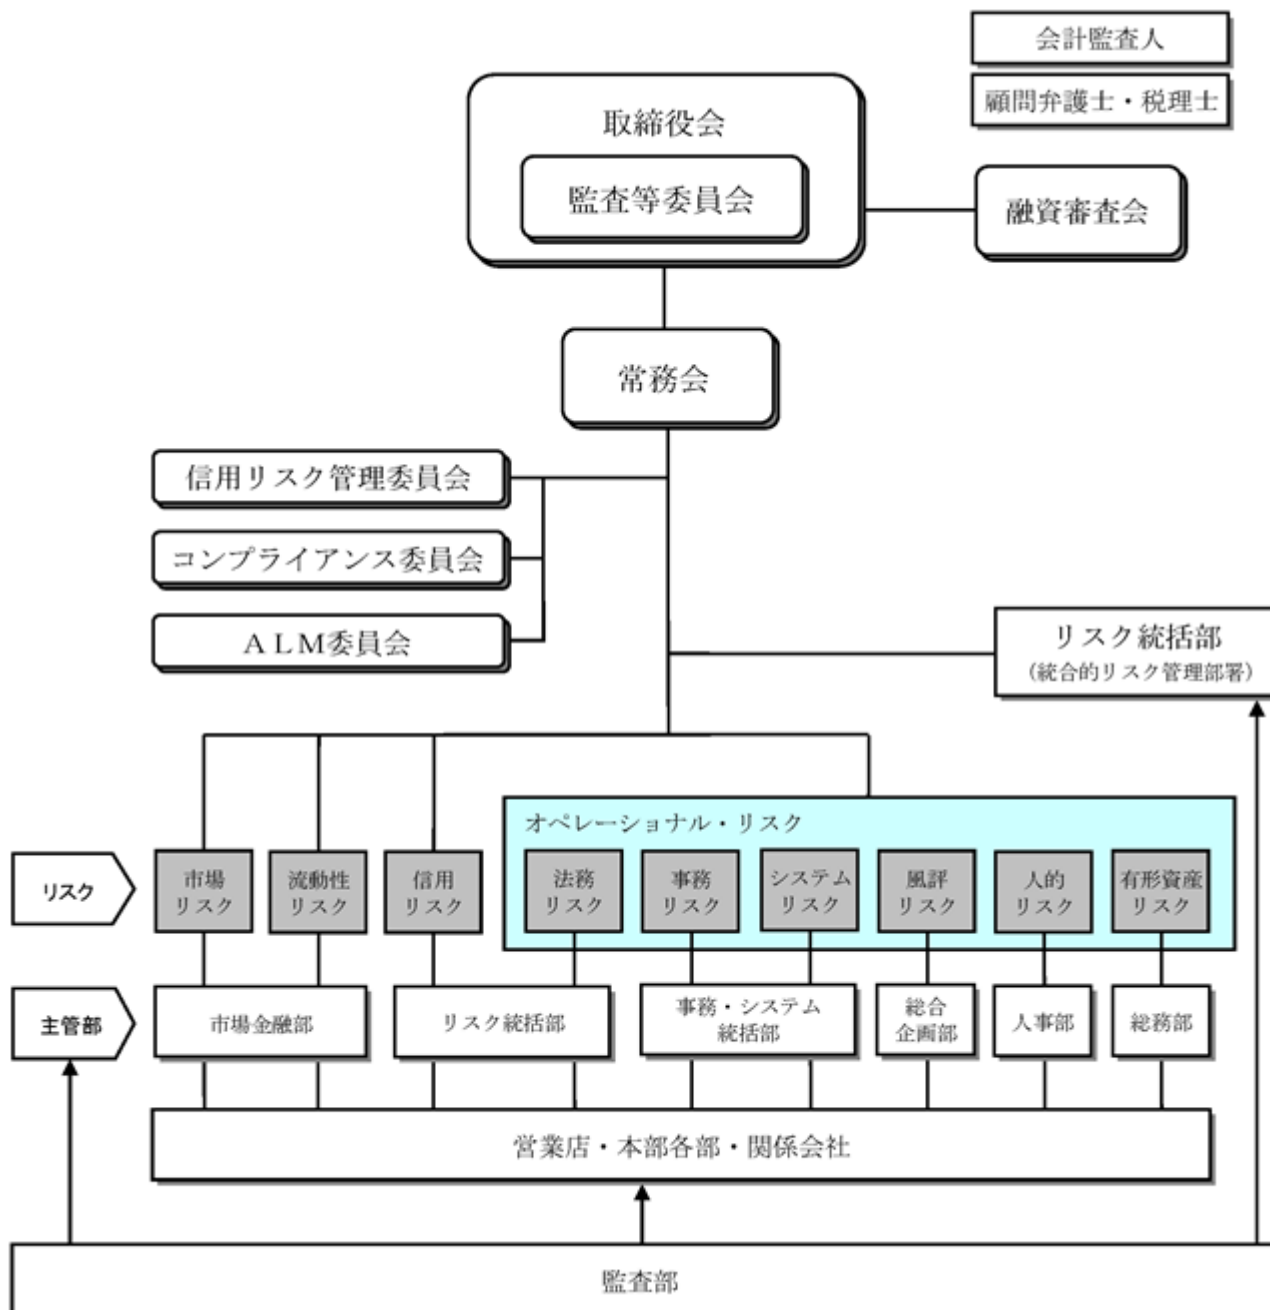 会計監査人
顧問弁護士・税理士
取締役会
監査等委員会
融資審査会
常務会
信用リスク管理委員会
コンプライアンス委員会
ＡＬＭ委員会
リスク統括部
（統合的リスク管理部署）
オペレーショナル・リスク
リスク
市場
リスク
流動性
リスク
信用
リスク
法務
リスク
事務
リスク
システム
リスク
風評
リスク
人的
リスク
有形資産
リスク
主管部
市場金融部
リスク統括部
事務・システム
統括部
総合
企画部
人事部
総務部
営業店・本部各部・関係会社
監査部